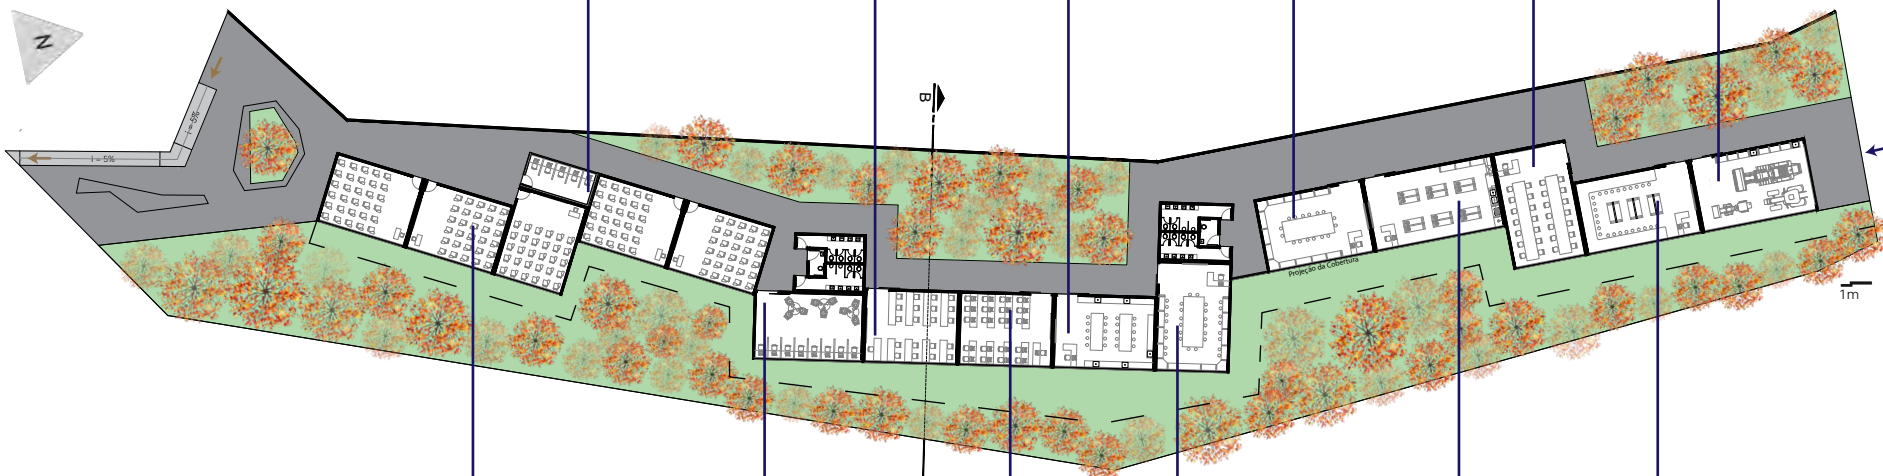 N
i = 5%
i = 5%
B
Projeção da Cobertura
1m